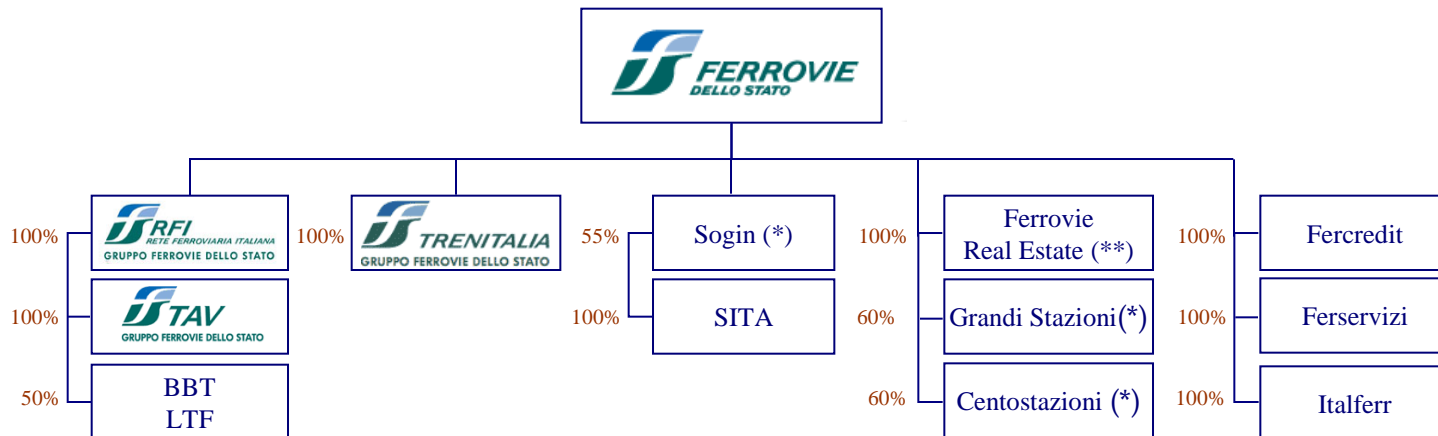 FERROVIE
DELLO STATO
100%
RFI
RETE FERROVIARIA ITALIANA
GRUPPO FERROVIE DELLO STATO
100%
TRENITALIA
GRUPPO FERROVIE DELLO STATO
55%
Sogin (*)
100%
Ferrovie
Real Estate (**)
100%
Fercredit
100%
TAV
GRUPPO FERROVIE DELLO STATO
100%
SITA
60%
Grandi Stazioni(*)
100%
Ferservizi
50%
BBT
LTF
60%
Centostazioni (*)
100%
Italferr